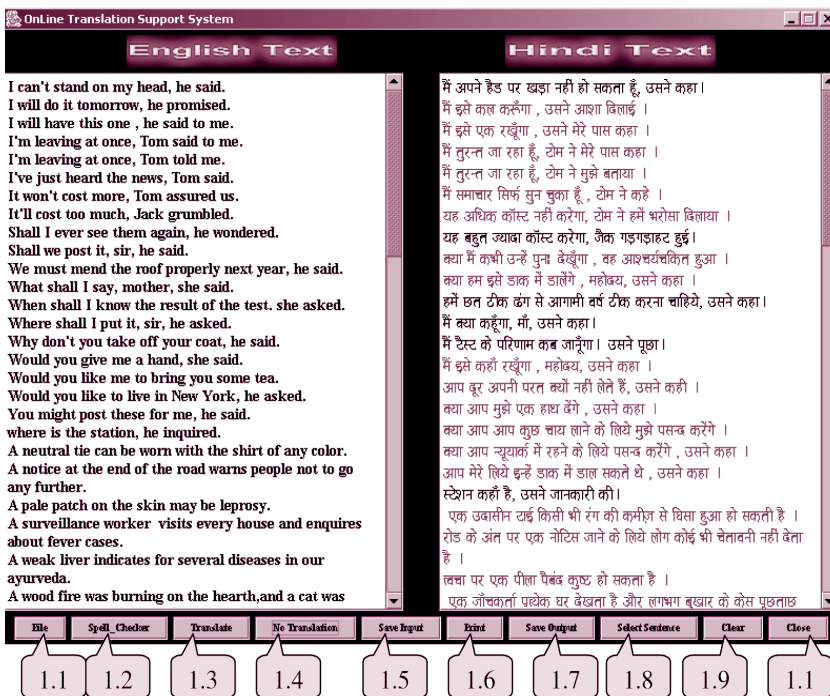 OnLine Translation Support System
English Text
Hindi Text
I can't stand on my head, he said.
I will do it tomorrow, he promised.
I will have this one , he said to me.
I'm leaving at once, Tom said to me.
I'm leaving at once, Tom told me.
I've just heard the news, Tom said.
It won't cost more, Tom assured us.
It'll cost too much, Jack grumbled.
Shall I ever see them again, he wondered.
Shall we post it, sir, he said.
We must mend the roof properly next year, he said.
What shall I say, mother, she said.
When shall I know the result of the test. she asked.
Where shall I put it, sir, he asked.
Why don't you take off your coat, he said.
Would you give me a hand, she said.
Would you like me to bring you some tea.
Would you like to live in New York, he asked.
You might post these for me, he said.
where is the station, he inquired.
A neutral tie can be worn with the shirt of any color.
A notice at the end of the road warns people not to go
any further.
A pale patch on the skin may be leprosy.
A surveillance worker visits every house and enquires
about fever cases.
A weak liver indicates for several diseases in our
ayurveda.
A wood fire was burning on the hearth,and a cat was
मैं अपने हैड पर खड़ा नहीं हो सकता हूँ, उसने कहा।
मैं इसे कल करूँगा , उसने आशा दिलाई ।
मैं इसे एक रखूँगा , उसने मेरे पास कहा ।
मैं तुरन्त जा रहा हूँ, टोम ने मेरे पास कहा ।
मैं तुरन्त जा रहा हूँ, टोम ने मुझे बताया ।
मैं समाचार सिर्फ सुन चुका हूँ , टोम ने कहे ।
यह अधिक कॉस्ट नहीं करेगा, टोम ने हमें भरोसा दिलाया ।
यह बहुत ज्यादा कॉस्ट करेगा, जैक गड़गड़ाहट हुई।
क्या मैं कभी उन्हें पुनः देखूँगा , वह आश्चर्यचकित हुआ ।
क्या हम इसे डाक में डालेंगे , महोदय, उसने कहा ।
हमें छत ठीक ढंग से आगामी वर्ष ठीक करना चाहिये, उसने कहा।
मैं क्या कहूँगा, माँ, उसने कहा।
मैं टैस्ट के परिणाम कब जानूँगा। उसने पूछा।
मैं इसे कहाँ रखूँगा , महोदय, उसने कहा ।
आप दूर अपनी परत क्यों नहीं लेते हैं, उसने कही ।
क्या आप मुझे एक हाथ देंगे , उसने कहा ।
क्या आप आप कुछ चाय लाने के लिये मुझे पसन्द करेंगे ।
क्या आप न्यूयार्क में रहने के लिये पसन्द करेंगे , उसने कहा ।
आप मेरे लिये इन्हें डाक में डाल सकते थे , उसने कहा ।
स्टेशन कहाँ है, उसने जानकारी की।
एक उदासीन टाई किसी भी रंग की कमीज़ से घिसा हुआ हो सकती है ।
रोड के अंत पर एक नोटिस जाने के लिये लोग कोई भी चेतावनी नहीं देता
है ।
त्वचा पर एक पीला पैबंद कुष्ट हो सकता है ।
एक जाँचकर्ता प्रत्येक घर देखता है और लगभग बुखार के केस पूछताछ
File Spell_Checker Translate No Translation Save Input Print Save Output Select Sentence Clear Close
1.1 1.2 1.3 1.4 1.5 1.6 1.7 1.8 1.9 1.1